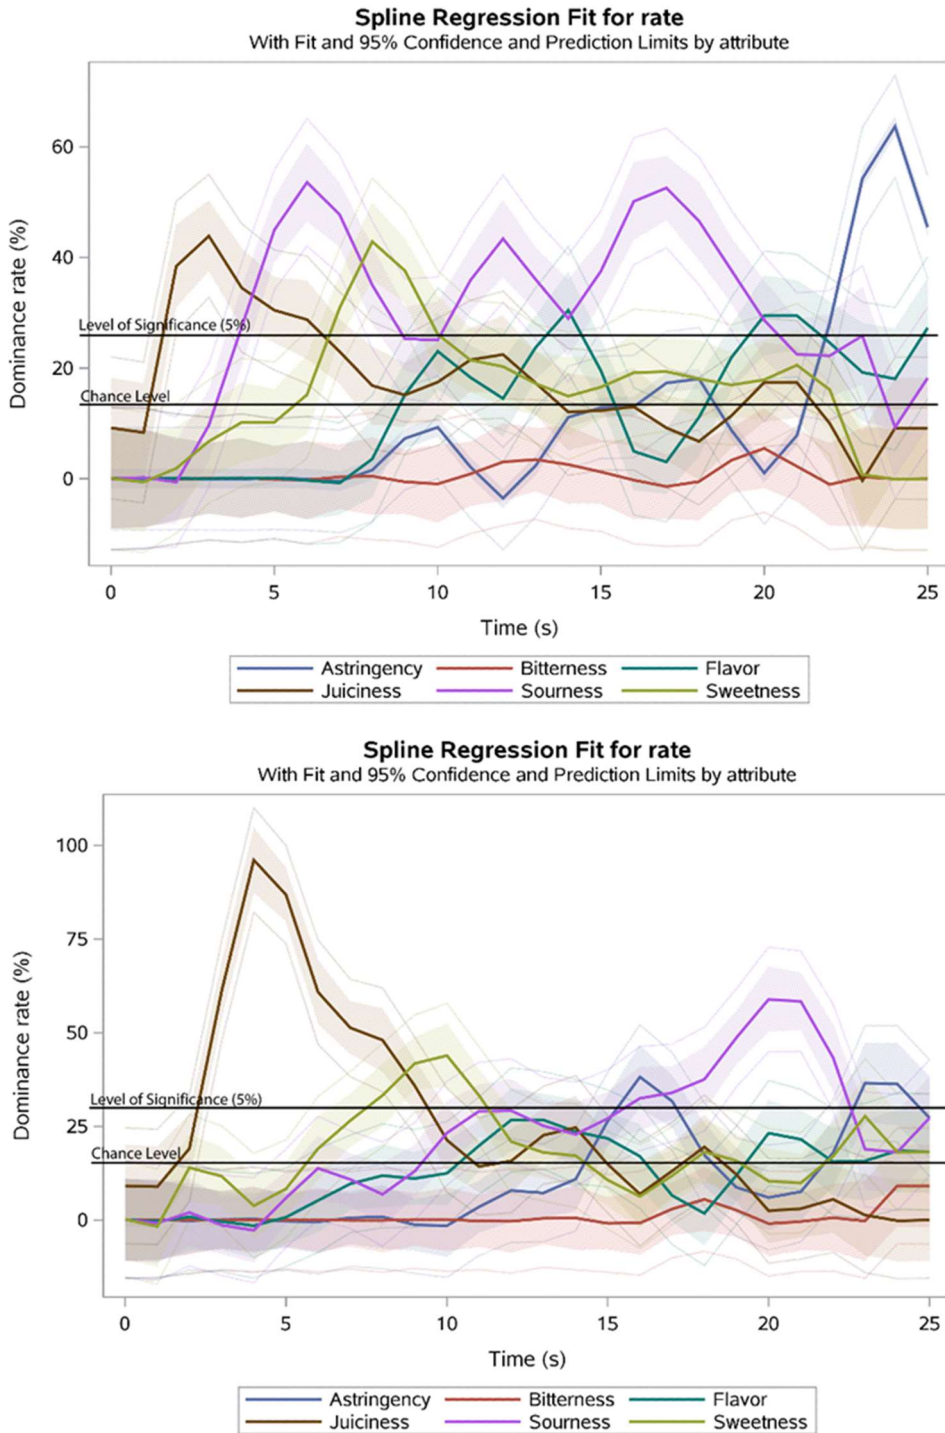 Spline Regression Fit for rate
With Fit and 95% Confidence and Prediction Limits by attribute
60
40
20
0
Dominance rate (%)
Level of Significance (5%)
Chance Level
0 5 10 15 20 25
Time (s)
Astringency Bitterness Flavor
Juiciness Sourness Sweetness
Spline Regression Fit for rate
With Fit and 95% Confidence and Prediction Limits by attribute
100
75
50
25
0
Dominance rate (%)
Level of Significance (5%)
Chance Level
0 5 10 15 20 25
Time (s)
Astringency Bitterness Flavor
Juiciness Sourness Sweetness